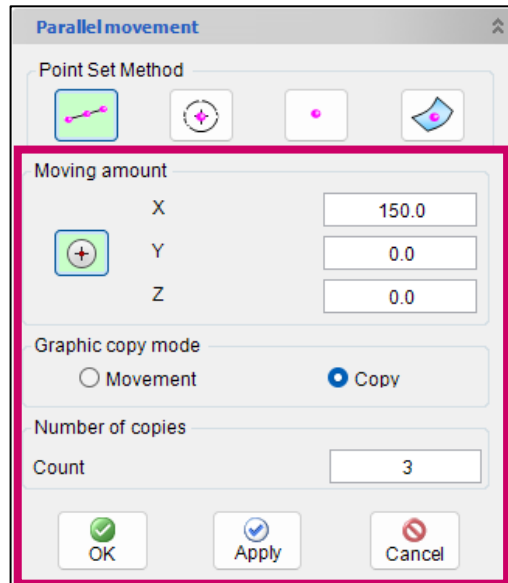 Parallel movement
Point Set Method
Moving amount
X 150.0
Y 0.0
Z 0.0
Graphic copy mode
Movement Copy
Number of copies
Count 3
OK Apply Cancel